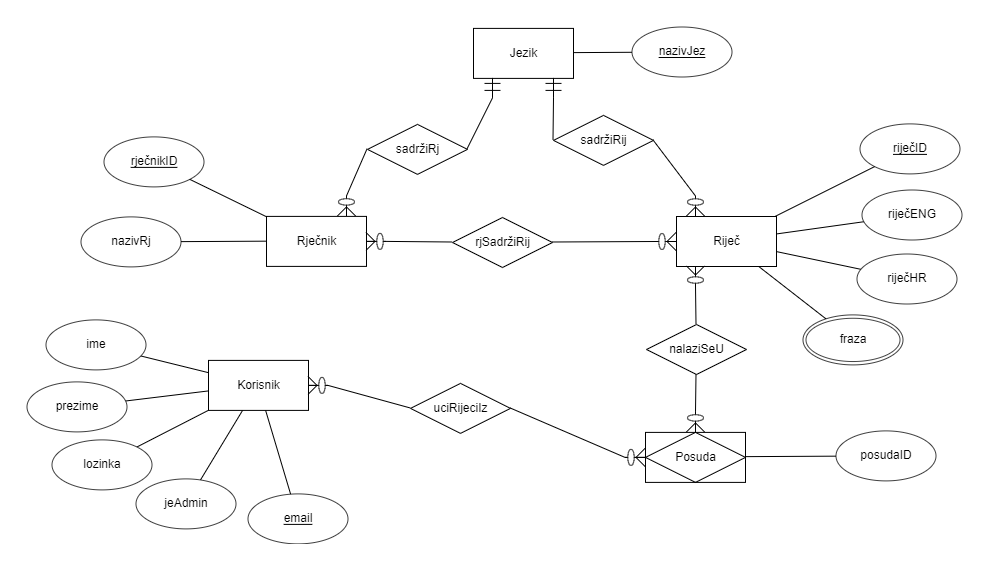 Jezik
nazivJez
sadržiRj
sadržiRij
rječnikID
riječID
nazivRj
Rječnik
rjSadržiRij
Riječ
riječENG
riječHR
fraza
nalaziSeU
ime
prezime
Korisnik
uciRijeciIz
lozinka
jeAdmin
email
Posuda
posudaID